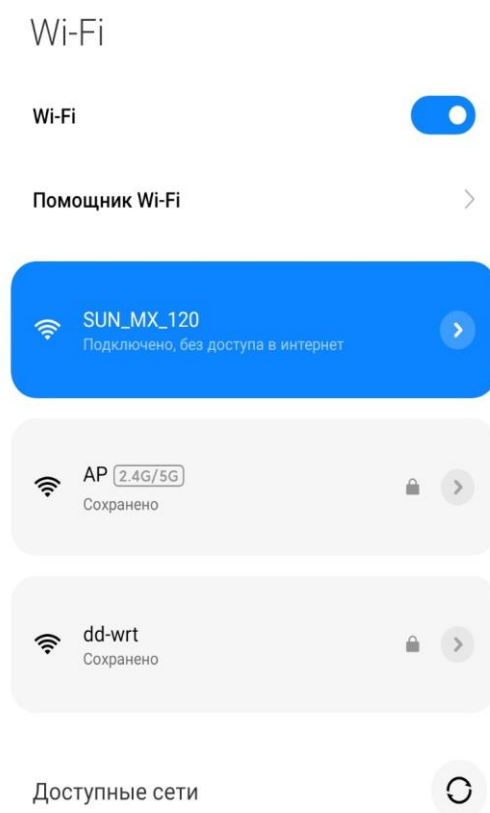 Wi-Fi
Wi-Fi
Помощник Wi-Fi
SUN_MX_120
Подключено, без доступа в интернет
AP 2.4G/5G
Сохранено
dd-wrt
Сохранено
Доступные сети